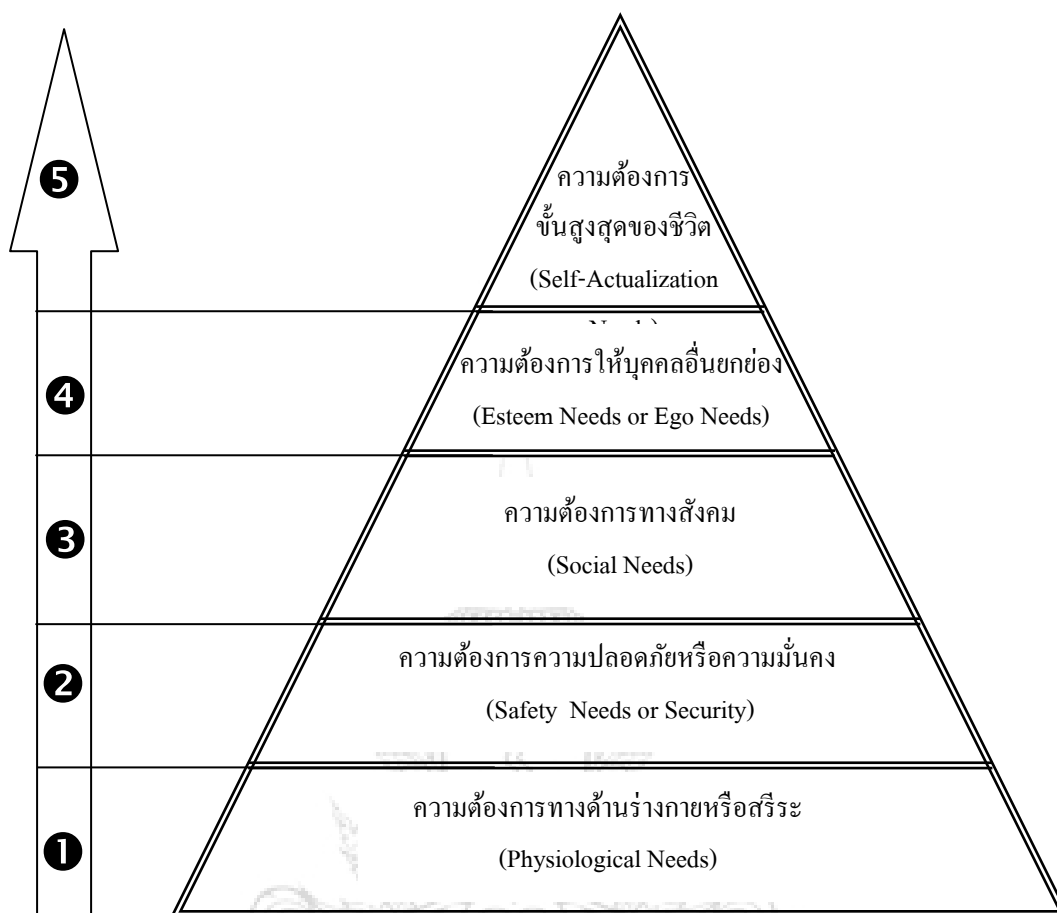 ❺
ความต้องการ
ขั้นสูงสุดของชีวิต
(Self-Actualization
❹
ความต้องการให้บุคคลอื่นยกย่อง
(Esteem Needs or Ego Needs)
❸
ความต้องการทางสังคม
(Social Needs)
❷
ความต้องการความปลอดภัยหรือความมั่นคง
(Safety Needs or Security)
❶
ความต้องการทางด้านร่างกายหรือสรีระ
(Physiological Needs)